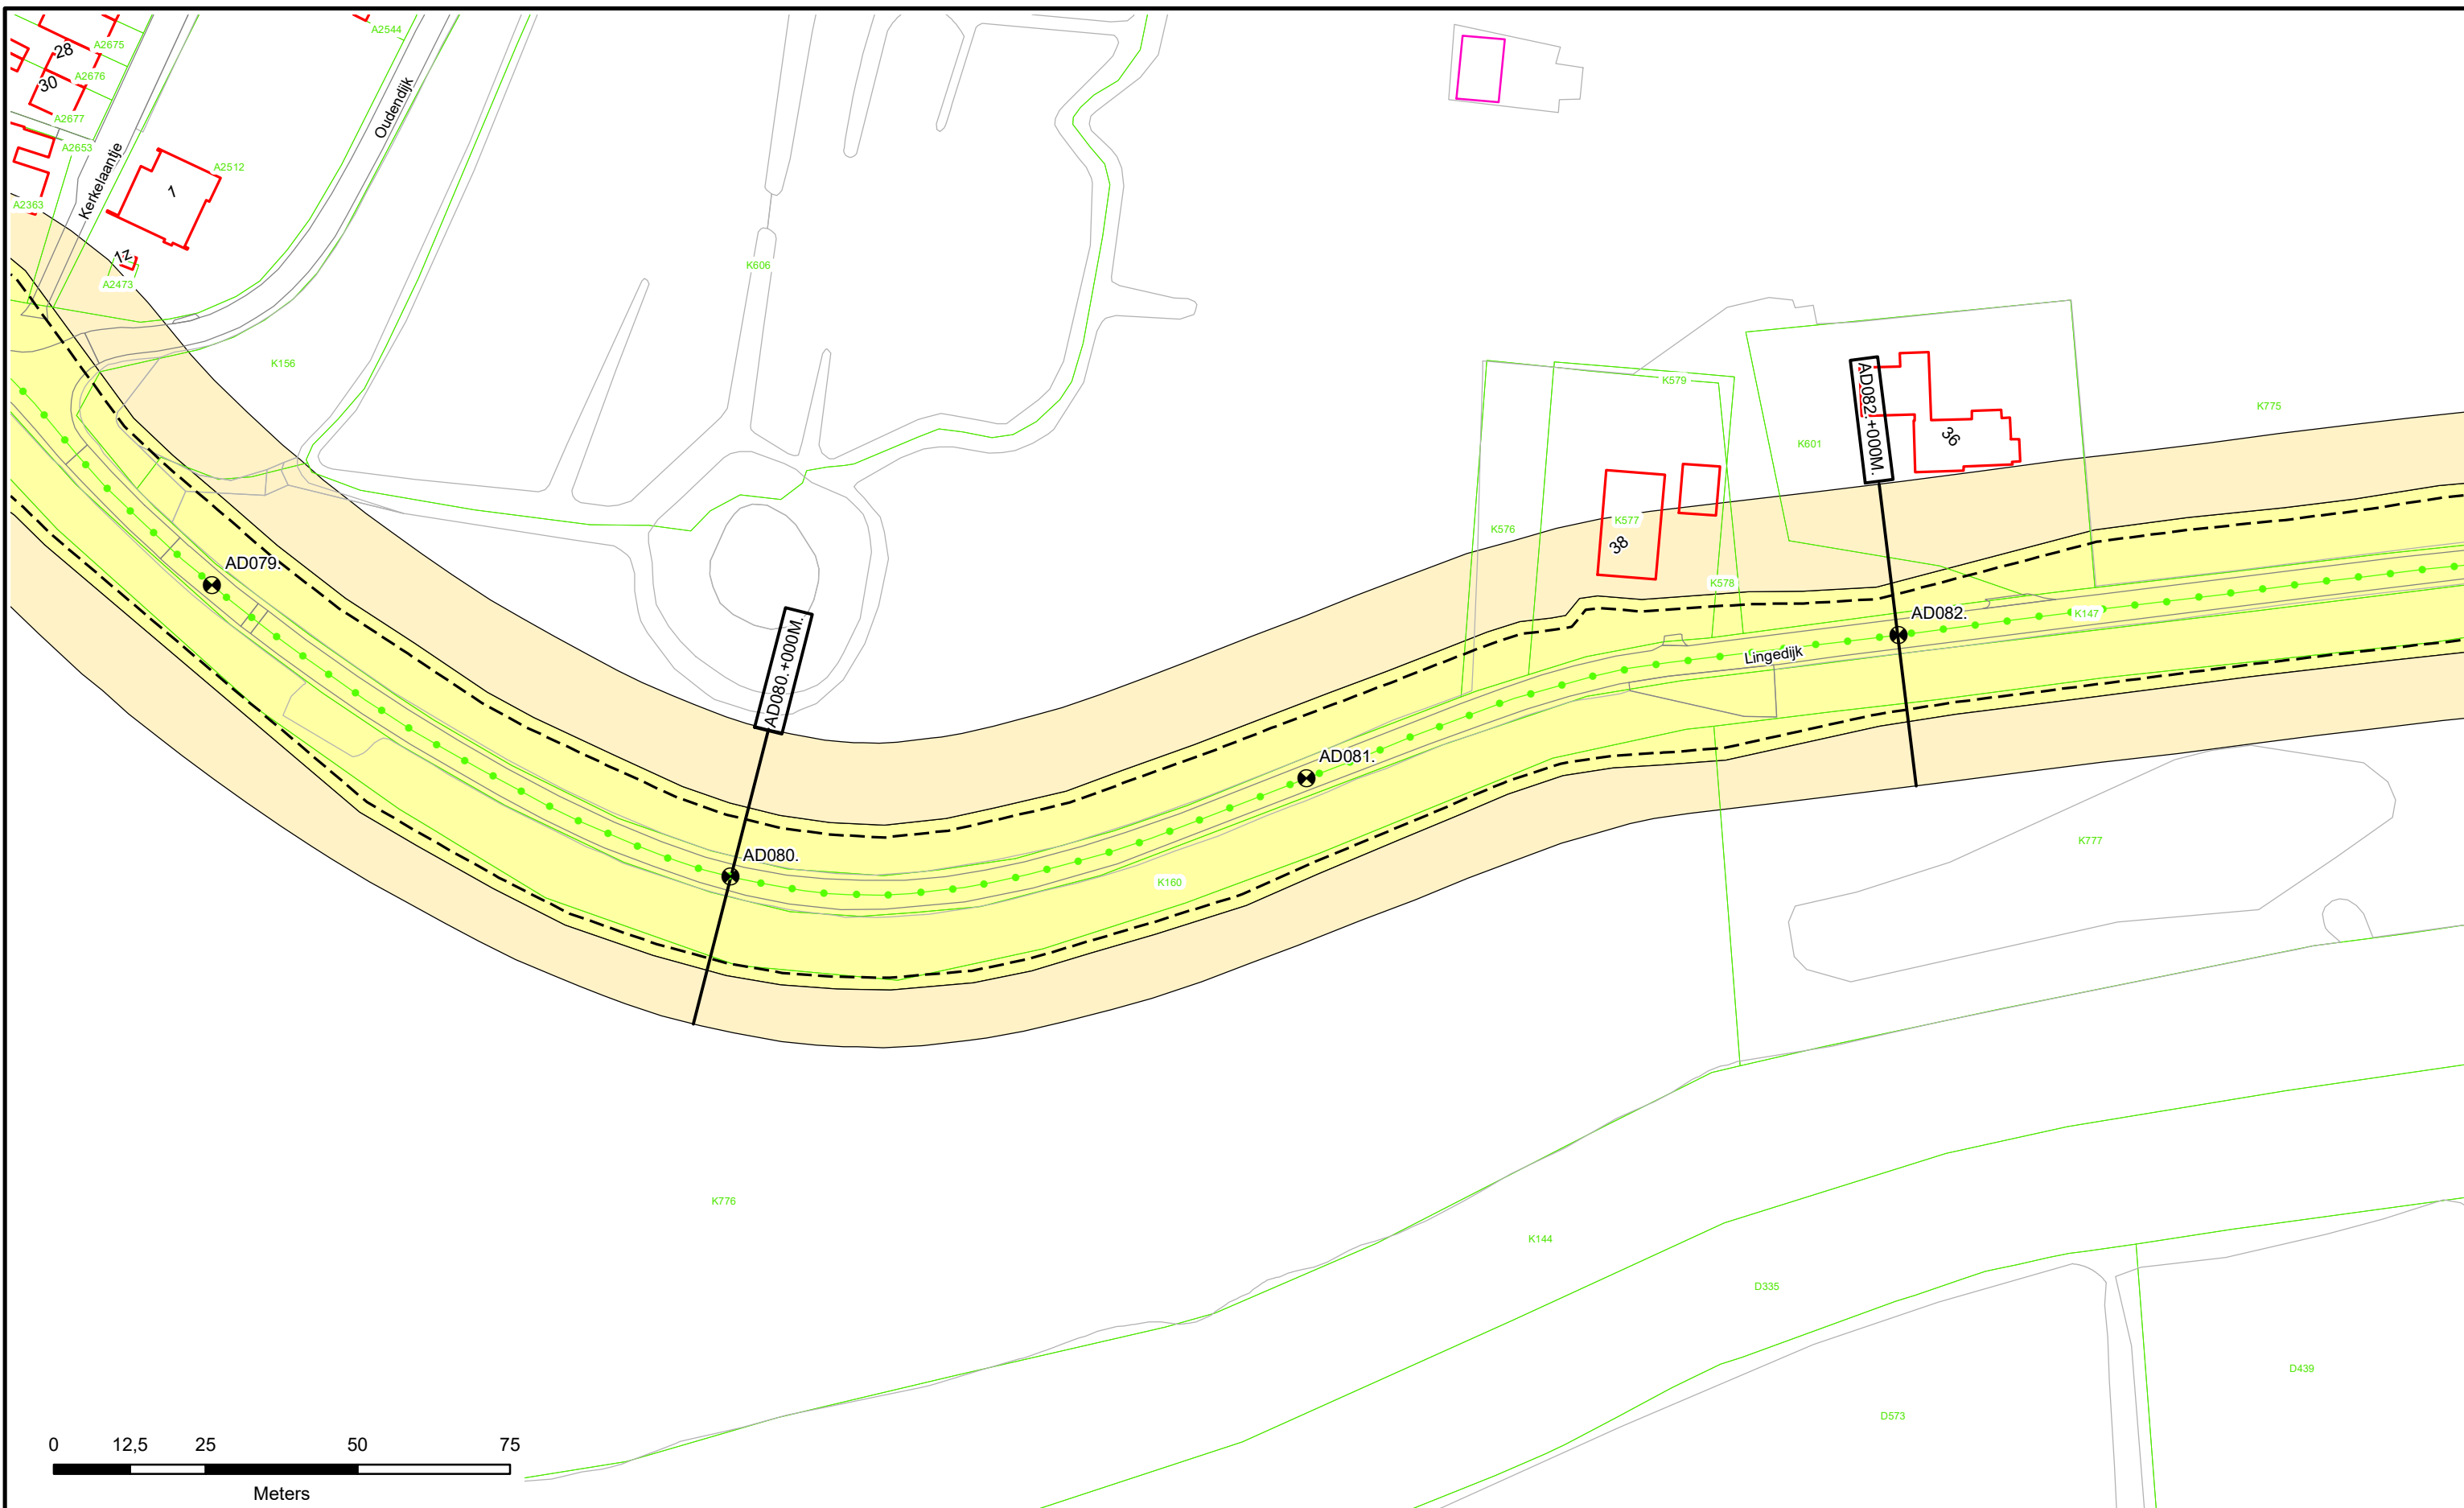 A2544
A2675
28
A2676
30
A2677
Oudendijk
A2653
Kerkelaantje
A2512
1
A2363
1z
A2473
K606
K156
K579
K775
AD082.+000M.
36
K601
K577
K576
38
AD079.
K578
AD082.
K147
AD080.+000M.
Lingedijk
AD081.
K777
AD080.
K160
K776
K144
D335
D439
D573
0 12,5 25 50 75
Meters